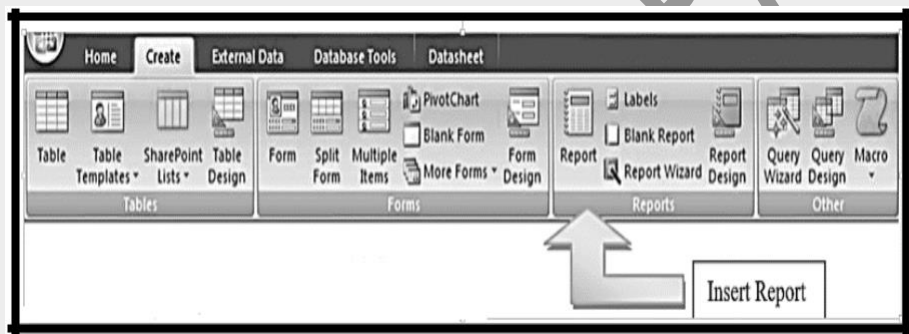 Home Create External Data Database Tools Datasheet
Table
Table Templates
SharePoint Lists
Table Design
Tables
Form
Split Form
Multiple Items
PivotChart
Blank Form
More Forms
Form Design
Forms
Report
Labels
Blank Report
Report Wizard
Report Design
Reports
Query Wizard
Query Design
Macro
Other
Insert Report